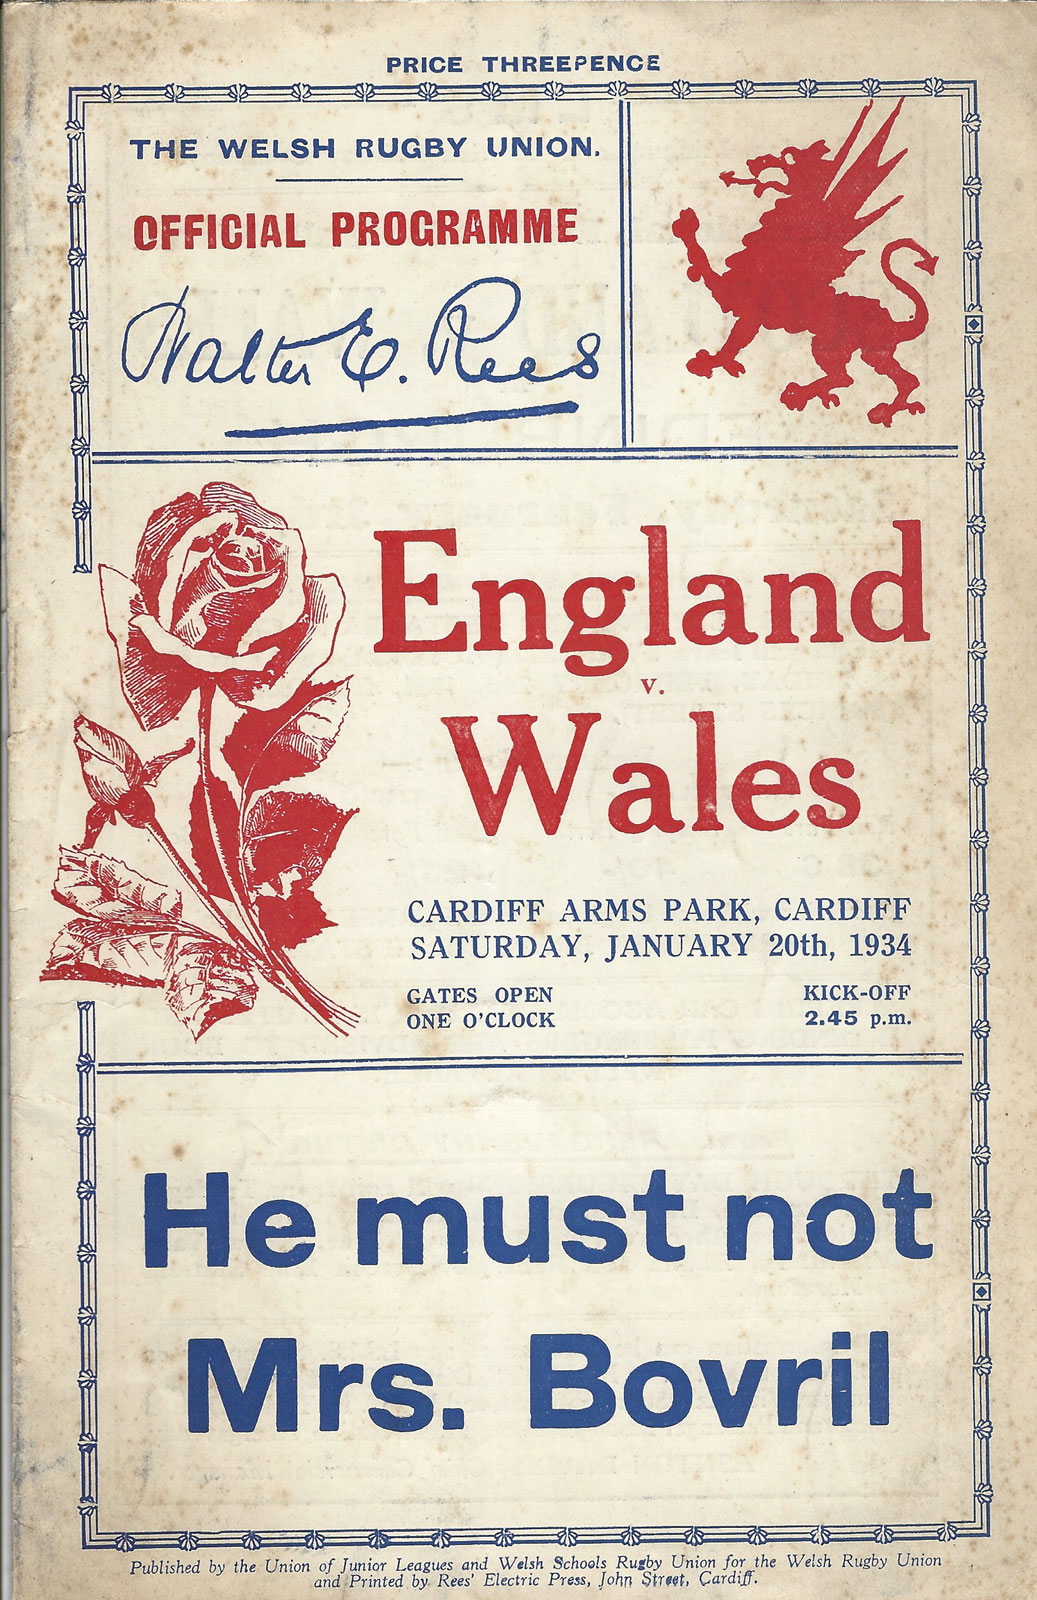 PRICE THREEPENCE
THE WELSH RUGBY UNION.
OFFICIAL PROGRAMME
Walter E. Rees
England
v.
Wales
CARDIFF ARMS PARK, CARDIFF
SATURDAY, JANUARY 20th, 1934
GATES OPEN
ONE O'CLOCK
KICK-OFF
2.45 p.m.
He must not
Mrs. Bovril
Published by the Union of Junior Leagues and Welsh Schools Rugby Union for the Welsh Rugby Union
and Printed by Rees' Electric Press, John Street, Cardiff.